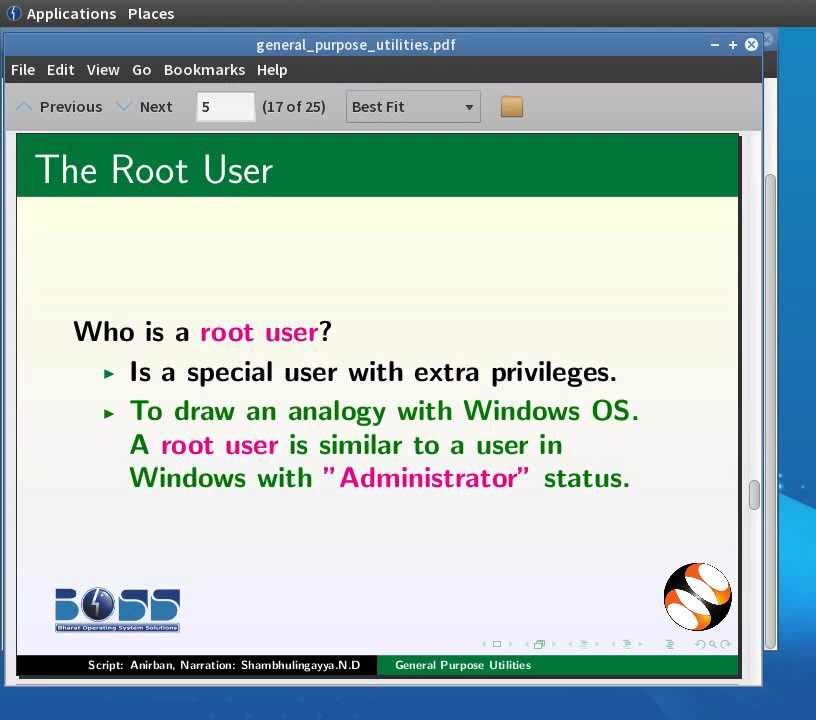 Applications Places
general_purpose_utilities.pdf
File Edit View Go Bookmarks Help
Previous Next 5 (17 of 25) Best Fit
The Root User
Who is a root user?
Is a special user with extra privileges.
To draw an analogy with Windows OS.
A root user is similar to a user in
Windows with "Administrator" status.
BOSS
Bharat Operating System Solutions
Script: Anirban, Narration: Shambhulingayya.N.D General Purpose Utilities